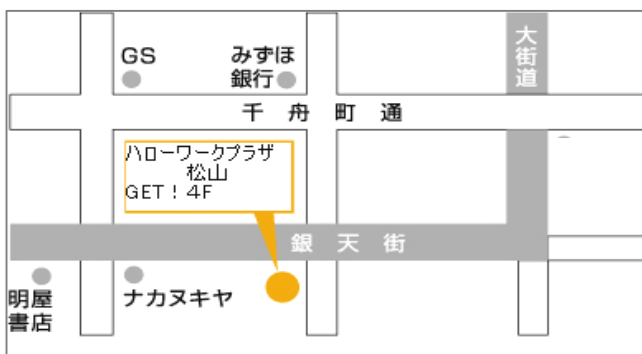 GS
みずほ
銀行
大街道
千舟町通
ハローワークプラザ
松山
GET！4F
銀天街
明屋
書店
ナカヌキヤ